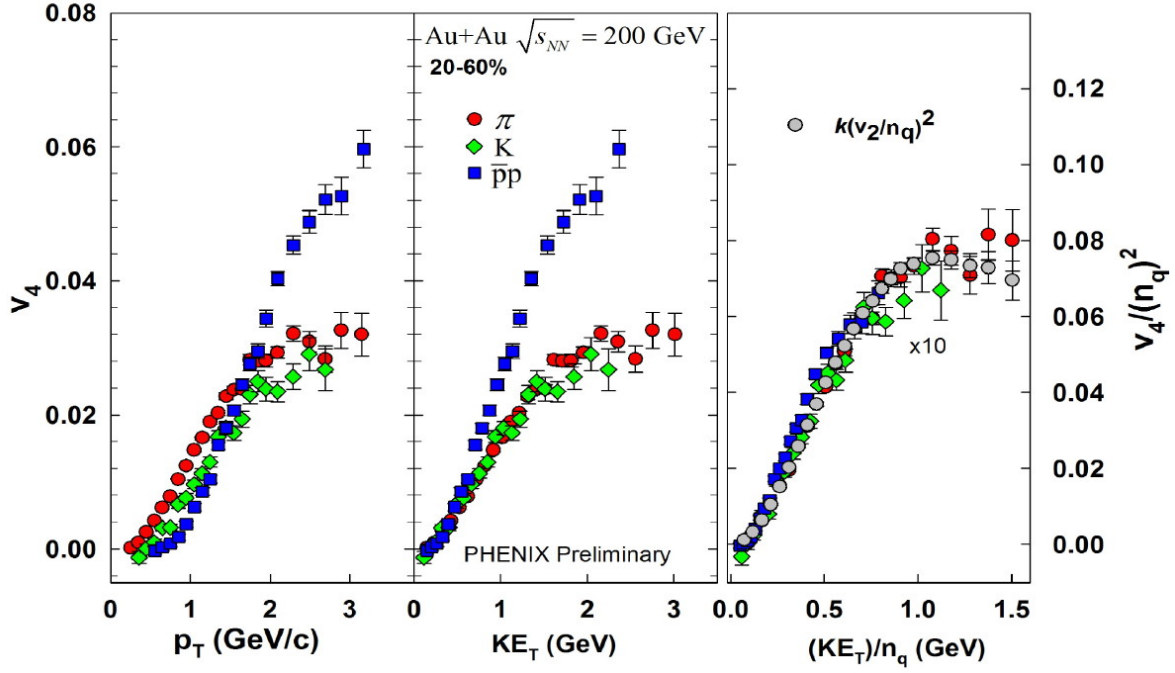 0.08
0.06
0.04
0.02
0.00
v4
0 1 2 3
pT (GeV/c)
Au+Au √sNN = 200 GeV
20-60%
π
K
p̅p
PHENIX Preliminary
0 1 2 3
KET (GeV)
k(v2/nq)2
x10
0.0 0.5 1.0 1.5
(KET)/nq (GeV)
0.12
0.10
0.08
0.06
0.04
0.02
0.00
v4/(nq)2